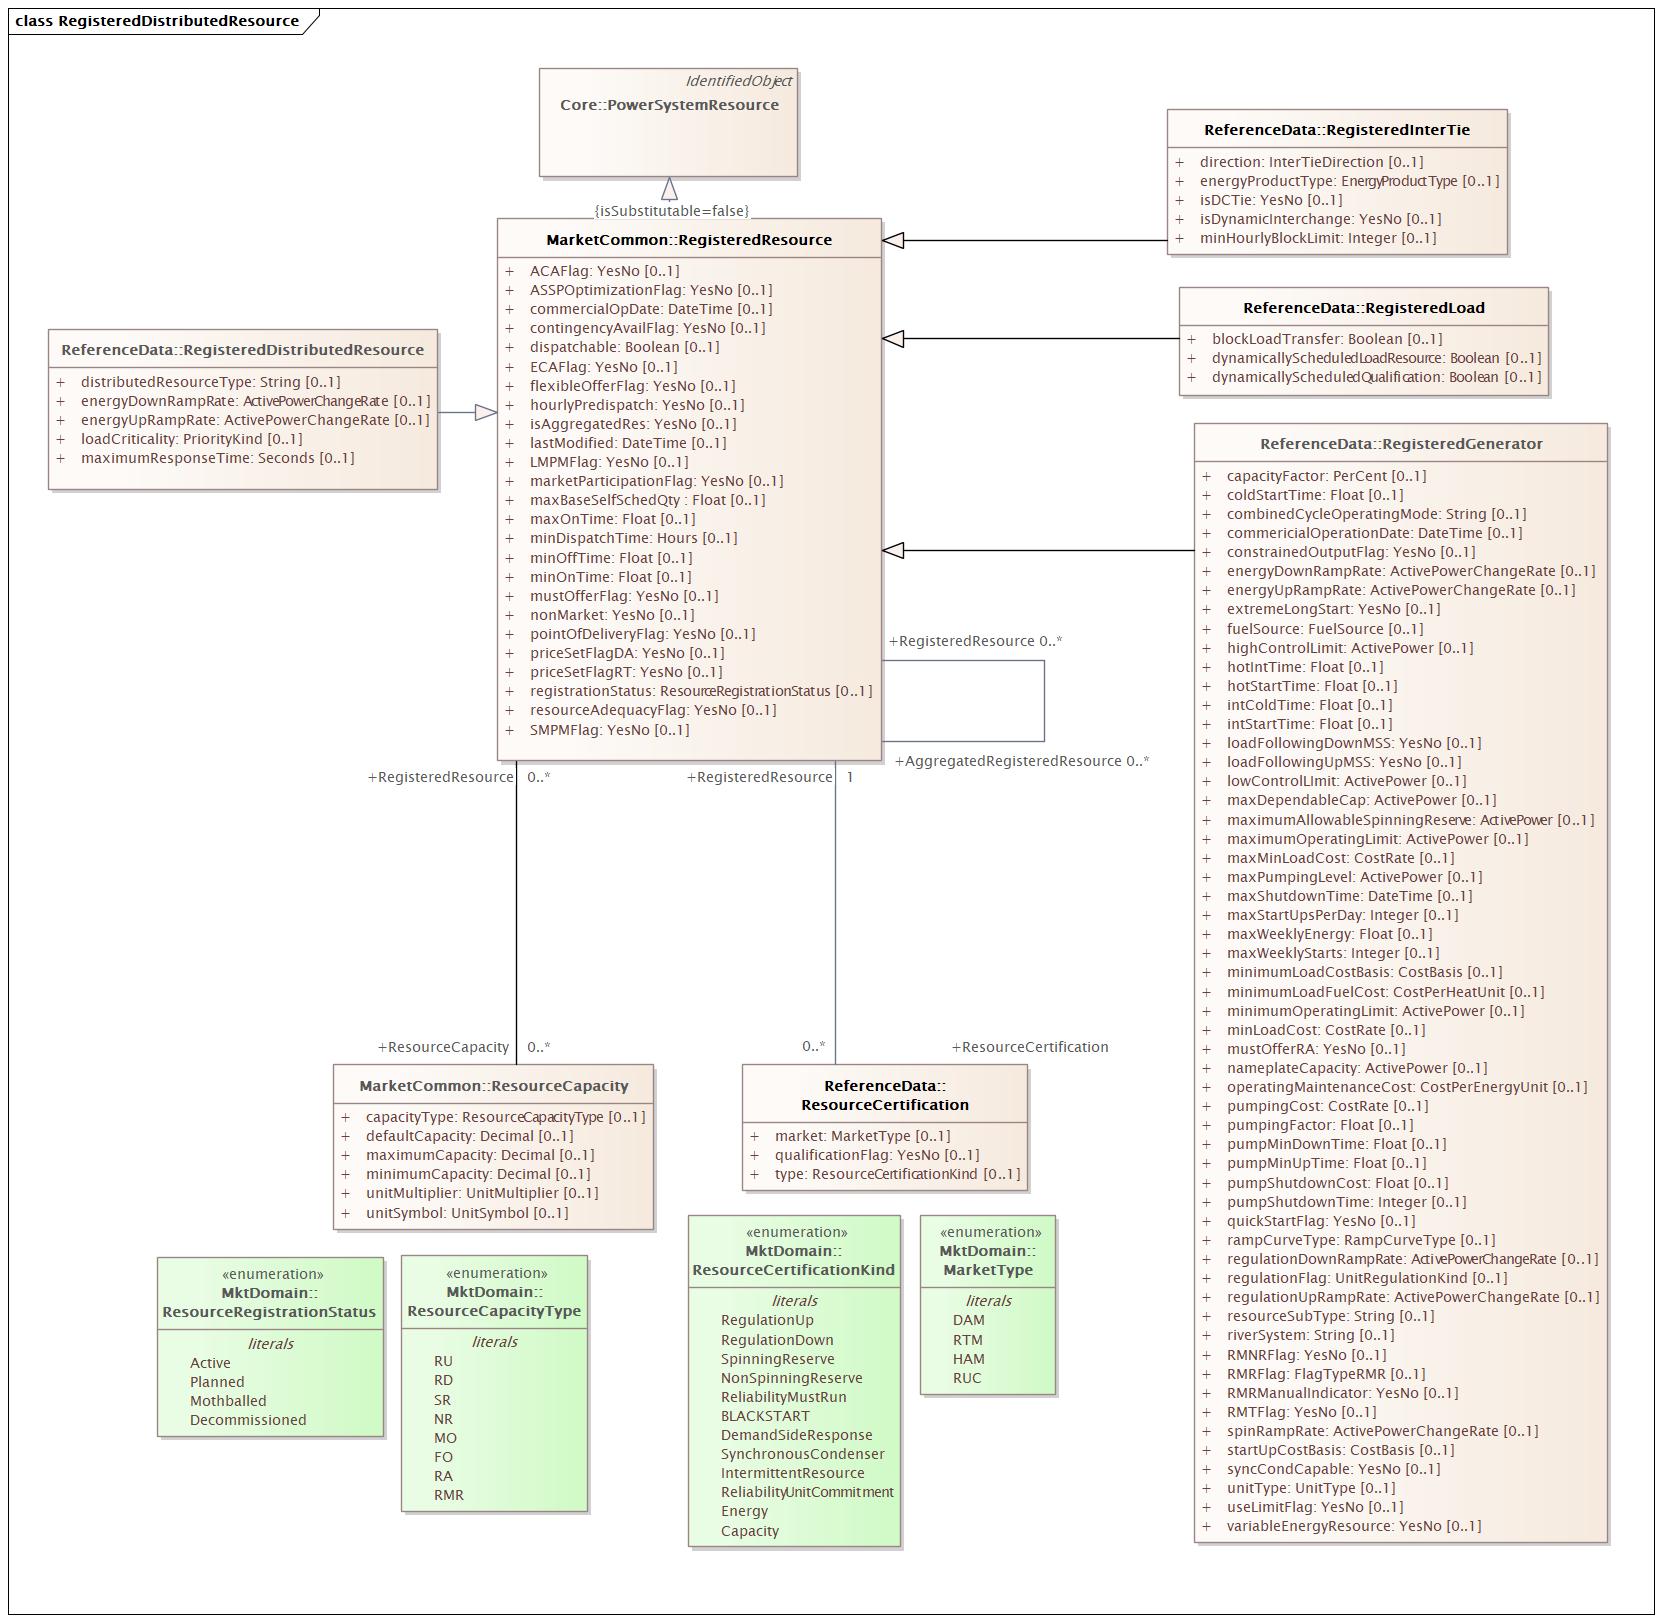 class RegisteredDistributedResource
IdentifiedObject
Core::PowerSystemResource
{isSubstitutable=false}
MarketCommon::RegisteredResource
+ ACAFlag: YesNo [0..1]
+ ASSPOptimizationFlag: YesNo [0..1]
+ commercialOpDate: DateTime [0..1]
+ contingencyAvailFlag: YesNo [0..1]
+ dispatchable: Boolean [0..1]
+ ECAFlag: YesNo [0..1]
+ flexibleOfferFlag: YesNo [0..1]
+ hourlyPredispatch: YesNo [0..1]
+ isAggregatedRes: YesNo [0..1]
+ lastModified: DateTime [0..1]
+ LMPMFlag: YesNo [0..1]
+ marketParticipationFlag: YesNo [0..1]
+ maxBaseSelfSchedQty : Float [0..1]
+ maxOnTime: Float [0..1]
+ minDispatchTime: Hours [0..1]
+ minOffTime: Float [0..1]
+ minOnTime: Float [0..1]
+ mustOfferFlag: YesNo [0..1]
+ nonMarket: YesNo [0..1]
+ pointOfDeliveryFlag: YesNo [0..1]
+ priceSetFlagDA: YesNo [0..1]
+ priceSetFlagRT: YesNo [0..1]
+ registrationStatus: ResourceRegistrationStatus [0..1]
+ resourceAdequacyFlag: YesNo [0..1]
+ SMPMFlag: YesNo [0..1]
ReferenceData::RegisteredDistributedResource
+ distributedResourceType: String [0..1]
+ energyDownRampRate: ActivePowerChangeRate [0..1]
+ energyUpRampRate: ActivePowerChangeRate [0..1]
+ loadCriticality: PriorityKind [0..1]
+ maximumResponseTime: Seconds [0..1]
ReferenceData::RegisteredInterTie
+ direction: InterTieDirection [0..1]
+ energyProductType: EnergyProductType [0..1]
+ isDCTie: YesNo [0..1]
+ isDynamicInterchange: YesNo [0..1]
+ minHourlyBlockLimit: Integer [0..1]
ReferenceData::RegisteredLoad
+ blockLoadTransfer: Boolean [0..1]
+ dynamicallyScheduledLoadResource: Boolean [0..1]
+ dynamicallyScheduledQualification: Boolean [0..1]
ReferenceData::RegisteredGenerator
+ capacityFactor: PerCent [0..1]
+ coldStartTime: Float [0..1]
+ combinedCycleOperatingMode: String [0..1]
+ commericialOperationDate: DateTime [0..1]
+ constrainedOutputFlag: YesNo [0..1]
+ energyDownRampRate: ActivePowerChangeRate [0..1]
+ energyUpRampRate: ActivePowerChangeRate [0..1]
+ extremeLongStart: YesNo [0..1]
+ fuelSource: FuelSource [0..1]
+ highControlLimit: ActivePower [0..1]
+ hotIntTime: Float [0..1]
+ hotStartTime: Float [0..1]
+ intColdTime: Float [0..1]
+ intStartTime: Float [0..1]
+ loadFollowingDownMSS: YesNo [0..1]
+ loadFollowingUpMSS: YesNo [0..1]
+ lowControlLImit: ActivePower [0..1]
+ maxDependableCap: ActivePower [0..1]
+ maximumAllowableSpinningReserve: ActivePower [0..1]
+ maximumOperatingLimit: ActivePower [0..1]
+ maxMinLoadCost: CostRate [0..1]
+ maxPumpingLevel: ActivePower [0..1]
+ maxShutdownTime: DateTime [0..1]
+ maxStartUpsPerDay: Integer [0..1]
+ maxWeeklyEnergy: Float [0..1]
+ maxWeeklyStarts: Integer [0..1]
+ minimumLoadCostBasis: CostBasis [0..1]
+ minimumLoadFuelCost: CostPerHeatUnit [0..1]
+ minimumOperatingLimit: ActivePower [0..1]
+ minLoadCost: CostRate [0..1]
+ mustOfferRA: YesNo [0..1]
+ nameplateCapacity: ActivePower [0..1]
+ operatingMaintenanceCost: CostPerEnergyUnit [0..1]
+ pumpingCost: CostRate [0..1]
+ pumpingFactor: Float [0..1]
+ pumpMinDownTime: Float [0..1]
+ pumpMinUpTime: Float [0..1]
+ pumpShutdownCost: Float [0..1]
+ pumpShutdownTime: Integer [0..1]
+ quickStartFlag: YesNo [0..1]
+ rampCurveType: RampCurveType [0..1]
+ regulationDownRampRate: ActivePowerChangeRate [0..1]
+ regulationFlag: UnitRegulationKind [0..1]
+ regulationUpRampRate: ActivePowerChangeRate [0..1]
+ resourceSubType: String [0..1]
+ riverSystem: String [0..1]
+ RMNRFlag: YesNo [0..1]
+ RMRFlag: FlagTypeRMR [0..1]
+ RMRManualIndicator: YesNo [0..1]
+ RMTFlag: YesNo [0..1]
+ spinRampRate: ActivePowerChangeRate [0..1]
+ startUpCostBasis: CostBasis [0..1]
+ syncCondCapable: YesNo [0..1]
+ unitType: UnitType [0..1]
+ useLimitFlag: YesNo [0..1]
+ variableEnergyResource: YesNo [0..1]
+RegisteredResource 0..*
+AggregatedRegisteredResource 0..*
+RegisteredResource 0..*
+RegisteredResource 1
+ResourceCapacity 0..*
0..* +ResourceCertification
MarketCommon::ResourceCapacity
+ capacityType: ResourceCapacityType [0..1]
+ defaultCapacity: Decimal [0..1]
+ maximumCapacity: Decimal [0..1]
+ minimumCapacity: Decimal [0..1]
+ unitMultiplier: UnitMultiplier [0..1]
+ unitSymbol: UnitSymbol [0..1]
ReferenceData::
ResourceCertification
+ market: MarketType [0..1]
+ qualificationFlag: YesNo [0..1]
+ type: ResourceCertificationKind [0..1]
«enumeration»
MktDomain::
ResourceRegistrationStatus
literals
Active
Planned
Mothballed
Decommissioned
«enumeration»
MktDomain::
ResourceCapacityType
literals
RU
RD
SR
NR
MO
FO
RA
RMR
«enumeration»
MktDomain::
ResourceCertificationKind
literals
RegulationUp
RegulationDown
SpinningReserve
NonSpinningReserve
ReliabilityMustRun
BLACKSTART
DemandSideResponse
SynchronousCondenser
IntermittentResource
ReliabilityUnitCommitment
Energy
Capacity
«enumeration»
MktDomain::
MarketType
literals
DAM
RTM
HAM
RUC